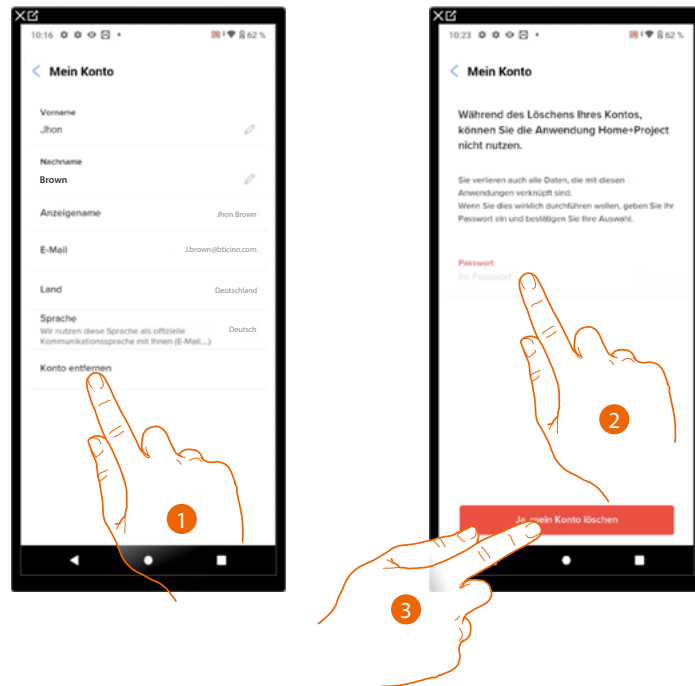 10:16
62 %
Mein Konto
Vorname
Jhon
Nachname
Brown
Anzeigename
Jhon Brown
E-Mail
J.brown@bticino.com
Land
Deutschland
Sprache
Wir nutzen diese Sprache als offizielle
Kommunikationssprache mit Ihnen (E-Mail,...)
Deutsch
Konto entfernen
1
10:23
62 %
Mein Konto
Während des Löschens Ihres Kontos,
können Sie die Anwendung Home+Project
nicht nutzen.
Sie verlieren auch alle Daten, die mit diesen
Anwendungen verknüpft sind.
Wenn Sie dies wirklich durchführen wollen, geben Sie Ihr
Passwort ein und bestätigen Sie Ihre Auswahl.
Passwort
Ihr Passwort
2
Ja, mein Konto löschen
3